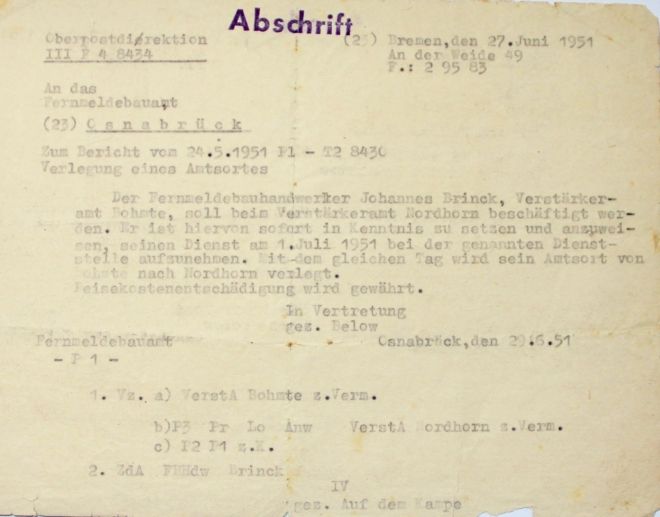 Abschrift
Oberpostdirektion (23) Bremen,den 27.Juni 1951
III F 4 8434 An der Weide 49
F.: 2 95 83
An das
Fernmeldebauamt
(23) Osnabrück
Zum Bericht vom 24.5.1951 P1 - T2 8430
Verlegung eines Amtsortes
Der Fernmeldebauhandwerker Johannes Brinck, Verstärker-
amt Bohmte, soll beim Verstärkeramt Nordhorn beschäftigt wer-
den. Er ist hiervon sofort in Kenntnis zu setzen und anzuwei-
sen, seinen Dienst am 1.Juli 1951 bei der genannten Dienst-
stelle aufzunehmen. Mit dem gleichen Tag wird sein Amtsort von
Bohmte nach Nordhorn verlegt.
Reisekostenentschädigung wird gewährt.
In Vertretung
gez. Below
Fernmeldebauamt Osnabrück,den 29.6.51
- P 1 -
1. Vz. a) VerstA Bohmte z.Verm.
b)P3 Pr Lo Anw VerstA Nordhorn z.Verm.
c) P2 P1 z.K.
2. ZdA FBHdw Brinck
IV
gez. Auf dem Kampe